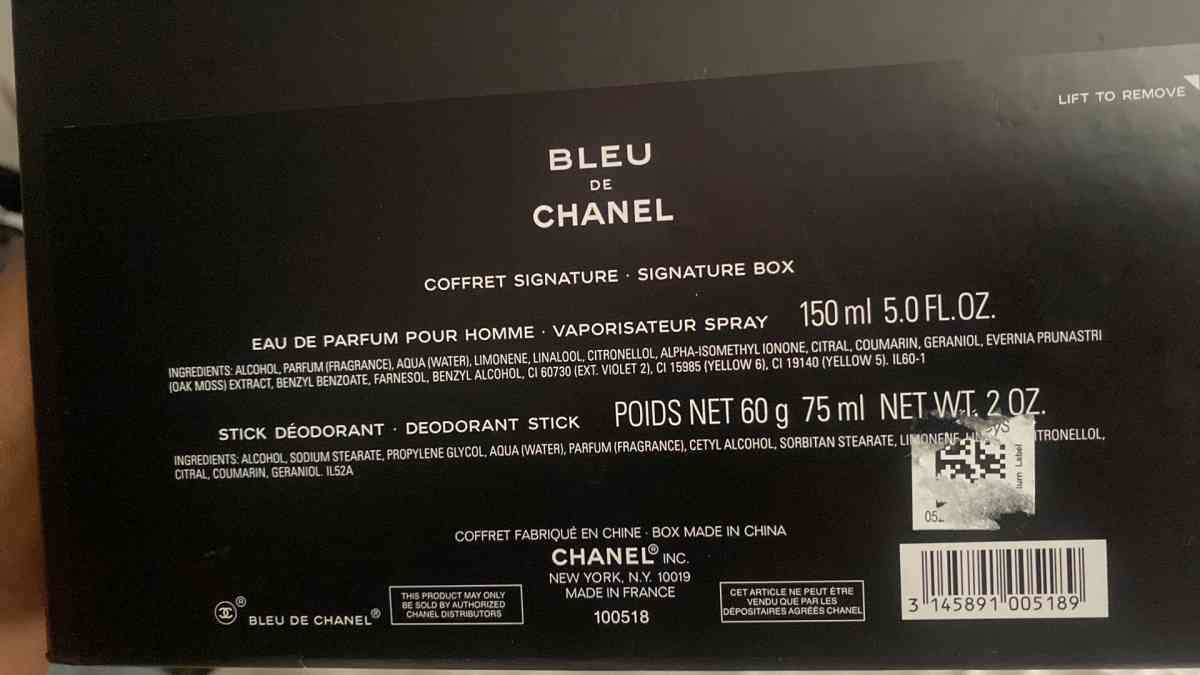 LIFT TO REMOVE
BLEU
DE
CHANEL
COFFRET SIGNATURE · SIGNATURE BOX
EAU DE PARFUM POUR HOMME · VAPORISATEUR SPRAY 150 ml 5.0 FL.OZ.
INGREDIENTS: ALCOHOL, PARFUM (FRAGRANCE), AQUA (WATER), LIMONENE, LINALOOL, CITRONELLOL, ALPHA-ISOMETHYL IONONE, CITRAL, COUMARIN, GERANIOL, EVERNIA PRUNASTRI
(OAK MOSS) EXTRACT, BENZYL BENZOATE, FARNESOL, BENZYL ALCOHOL, CI 60730 (EXT. VIOLET 2), CI 15985 (YELLOW 6), CI 19140 (YELLOW 5). IL60-1
STICK DÉODORANT · DEODORANT STICK POIDS NET 60 g 75 ml NET WT. 2 OZ.
INGREDIENTS: ALCOHOL, SODIUM STEARATE, PROPYLENE GLYCOL, AQUA (WATER), PARFUM (FRAGRANCE), CETYL ALCOHOL, SORBITAN STEARATE, LIMONENE,
CITRAL, COUMARIN, GERANIOL. IL52A
Label
COFFRET FABRIQUÉ EN CHINE · BOX MADE IN CHINA
CHANEL® INC.
NEW YORK, N.Y. 10019
MADE IN FRANCE
100518
® BLEU DE CHANEL®
THIS PRODUCT MAY ONLY
BE SOLD BY AUTHORIZED
CHANEL DISTRIBUTORS
CET ARTICLE NE PEUT ÊTRE
VENDU QUE PAR LES
DÉPOSITAIRES AGRÉÉS CHANEL
3 145891 005189